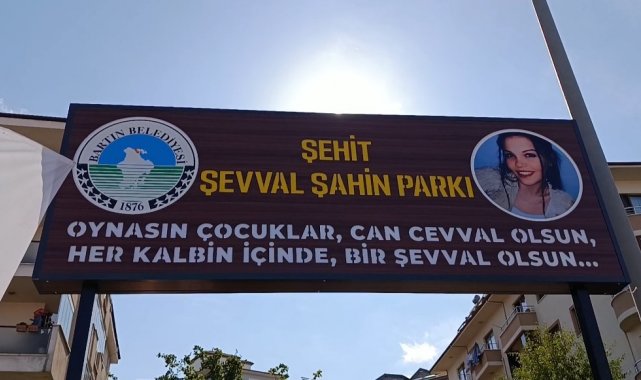 BARTIN BELEDİYESİ
1876
ŞEHİT
ŞEVVAL ŞAHİN PARKI
OYNASIN ÇOCUKLAR, CAN CEVVAL OLSUN,
HER KALBİN İÇİNDE, BİR ŞEVVAL OLSUN...